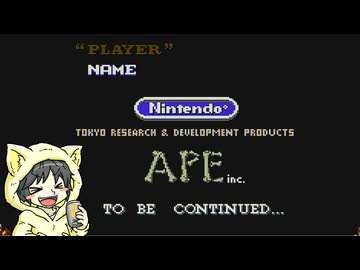 "PLAYER"
NAME
Nintendo®
TOKYO RESEARCH & DEVELOPMENT PRODUCTS
APE inc.
TO BE CONTINUED...